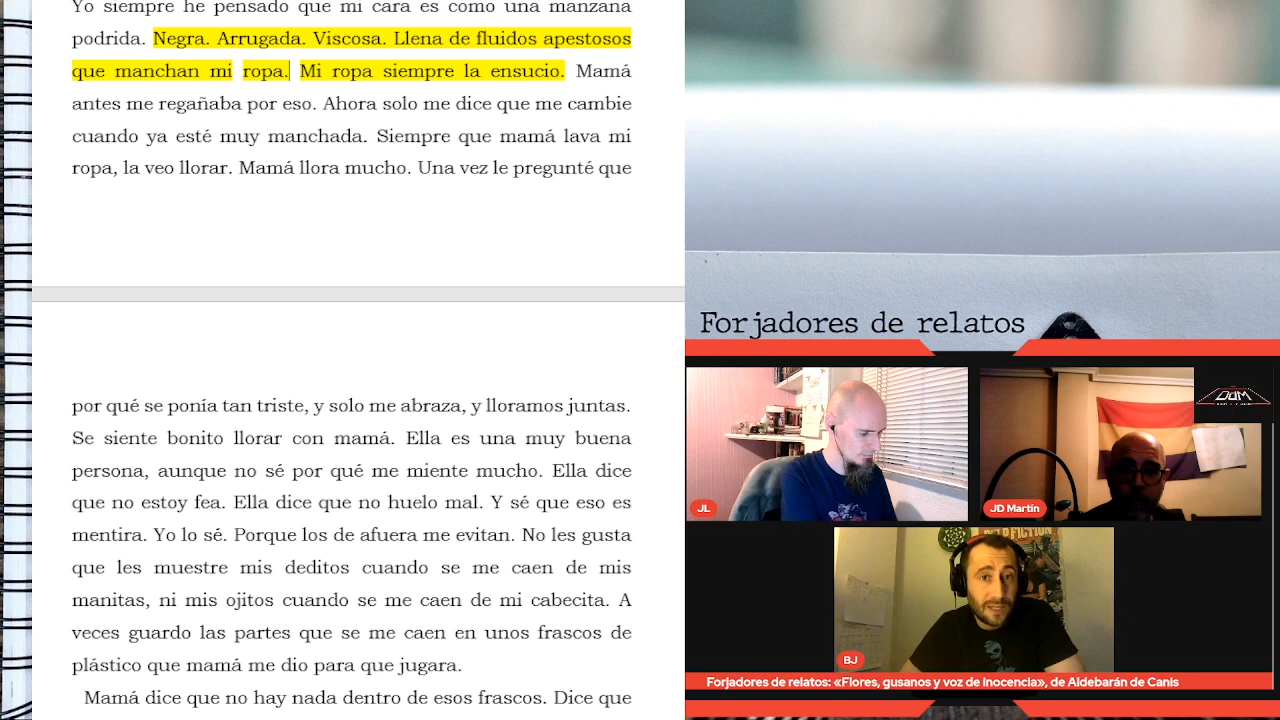 Yo siempre he pensado que mi cara es como una manzana
podrida. Negra. Arrugada. Viscosa. Llena de fluidos apestosos
que manchan mi ropa. Mi ropa siempre la ensucio. Mamá
antes me regañaba por eso. Ahora solo me dice que me cambie
cuando ya esté muy manchada. Siempre que mamá lava mi
ropa, la veo llorar. Mamá llora mucho. Una vez le pregunté que
por qué se ponía tan triste, y solo me abraza, y lloramos juntas.
Se siente bonito llorar con mamá. Ella es una muy buena
persona, aunque no sé por qué me miente mucho. Ella dice
que no estoy fea. Ella dice que no huelo mal. Y sé que eso es
mentira. Yo lo sé. Porque los de afuera me evitan. No les gusta
que les muestre mis deditos cuando se me caen de mis
manitas, ni mis ojitos cuando se me caen de mi cabecita. A
veces guardo las partes que se me caen en unos frascos de
plástico que mamá me dio para que jugara.
Mamá dice que no hay nada dentro de esos frascos. Dice que
Forjadores de relatos
JL
JD Martín
BJ
Forjadores de relatos: «Flores, gusanos y voz de inocencia», de Aldebarán de Canis